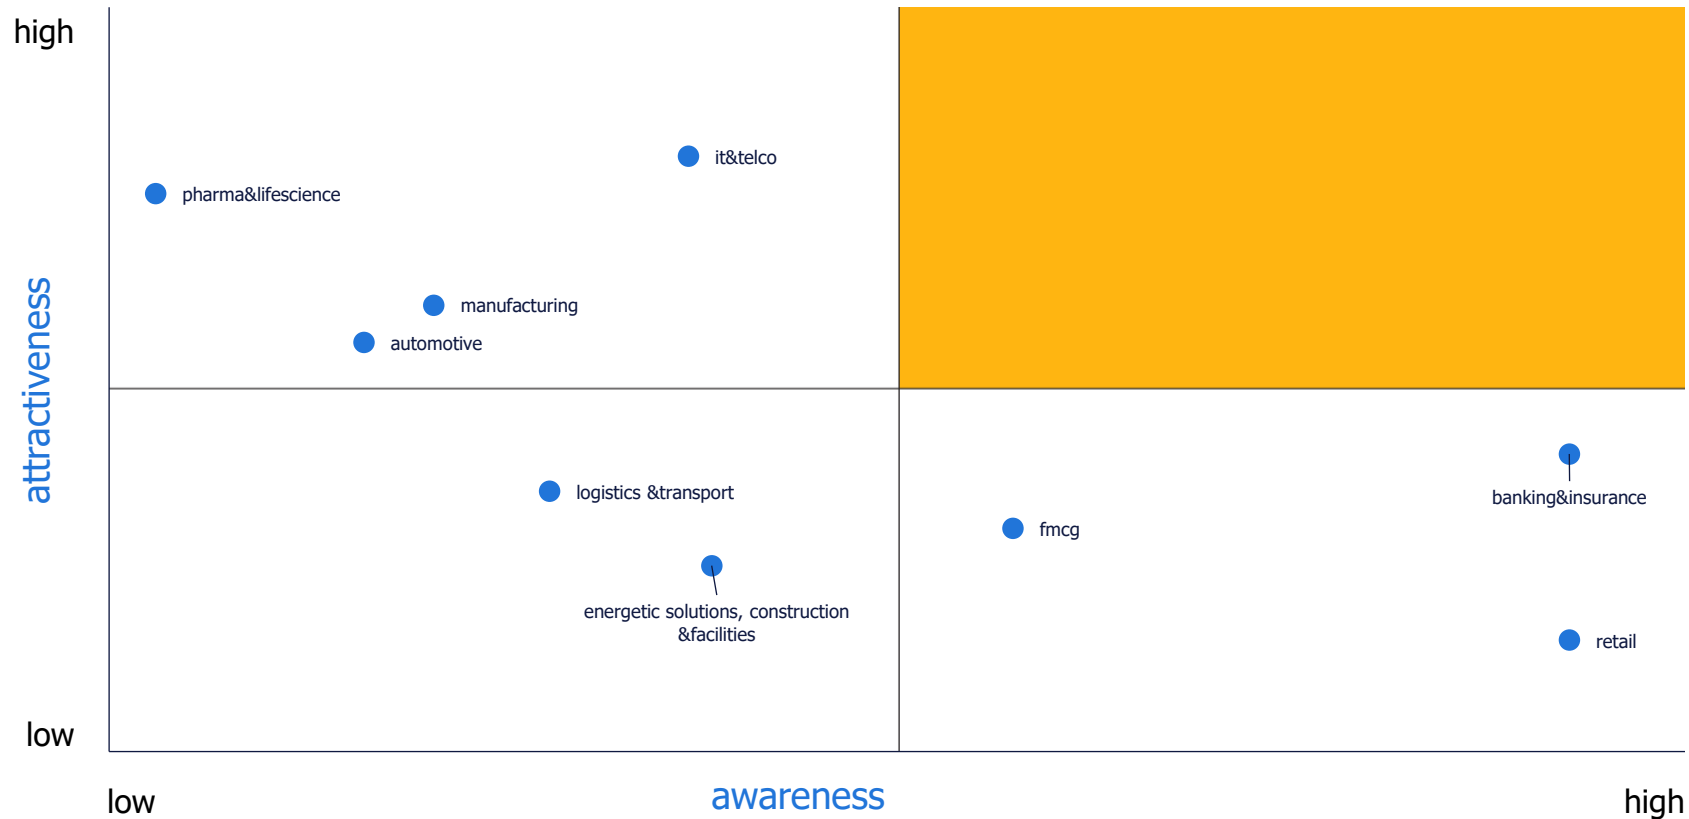 high
it&telco
pharma&lifescience
manufacturing
automotive
attractiveness
banking&insurance
logistics &transport
fmcg
energetic solutions, construction
&facilities
retail
low
low
awareness
high